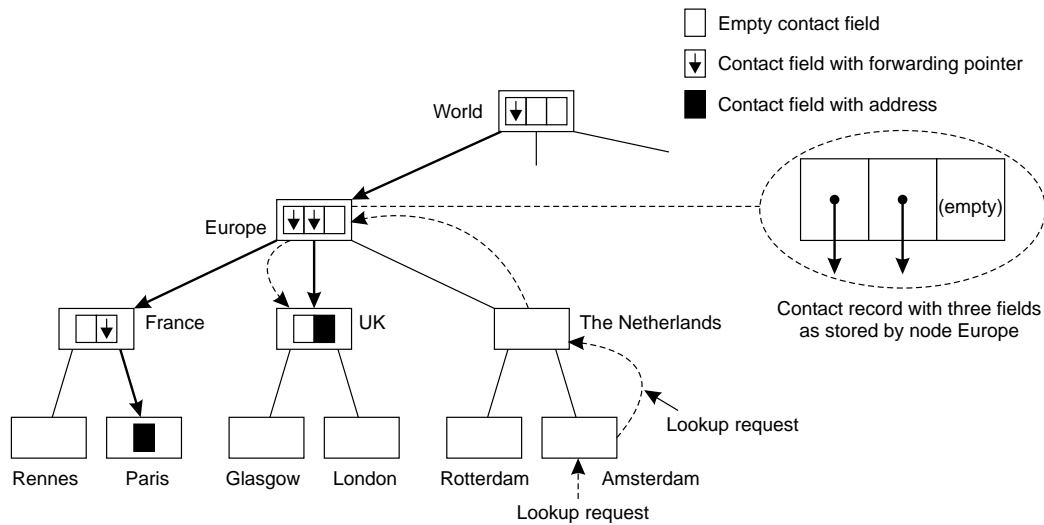 Empty contact field
Contact field with forwarding pointer
Contact field with address
World
Europe
(empty)
Contact record with three fields
as stored by node Europe
France
UK
The Netherlands
Lookup request
Rennes
Paris
Glasgow
London
Rotterdam
Amsterdam
Lookup request